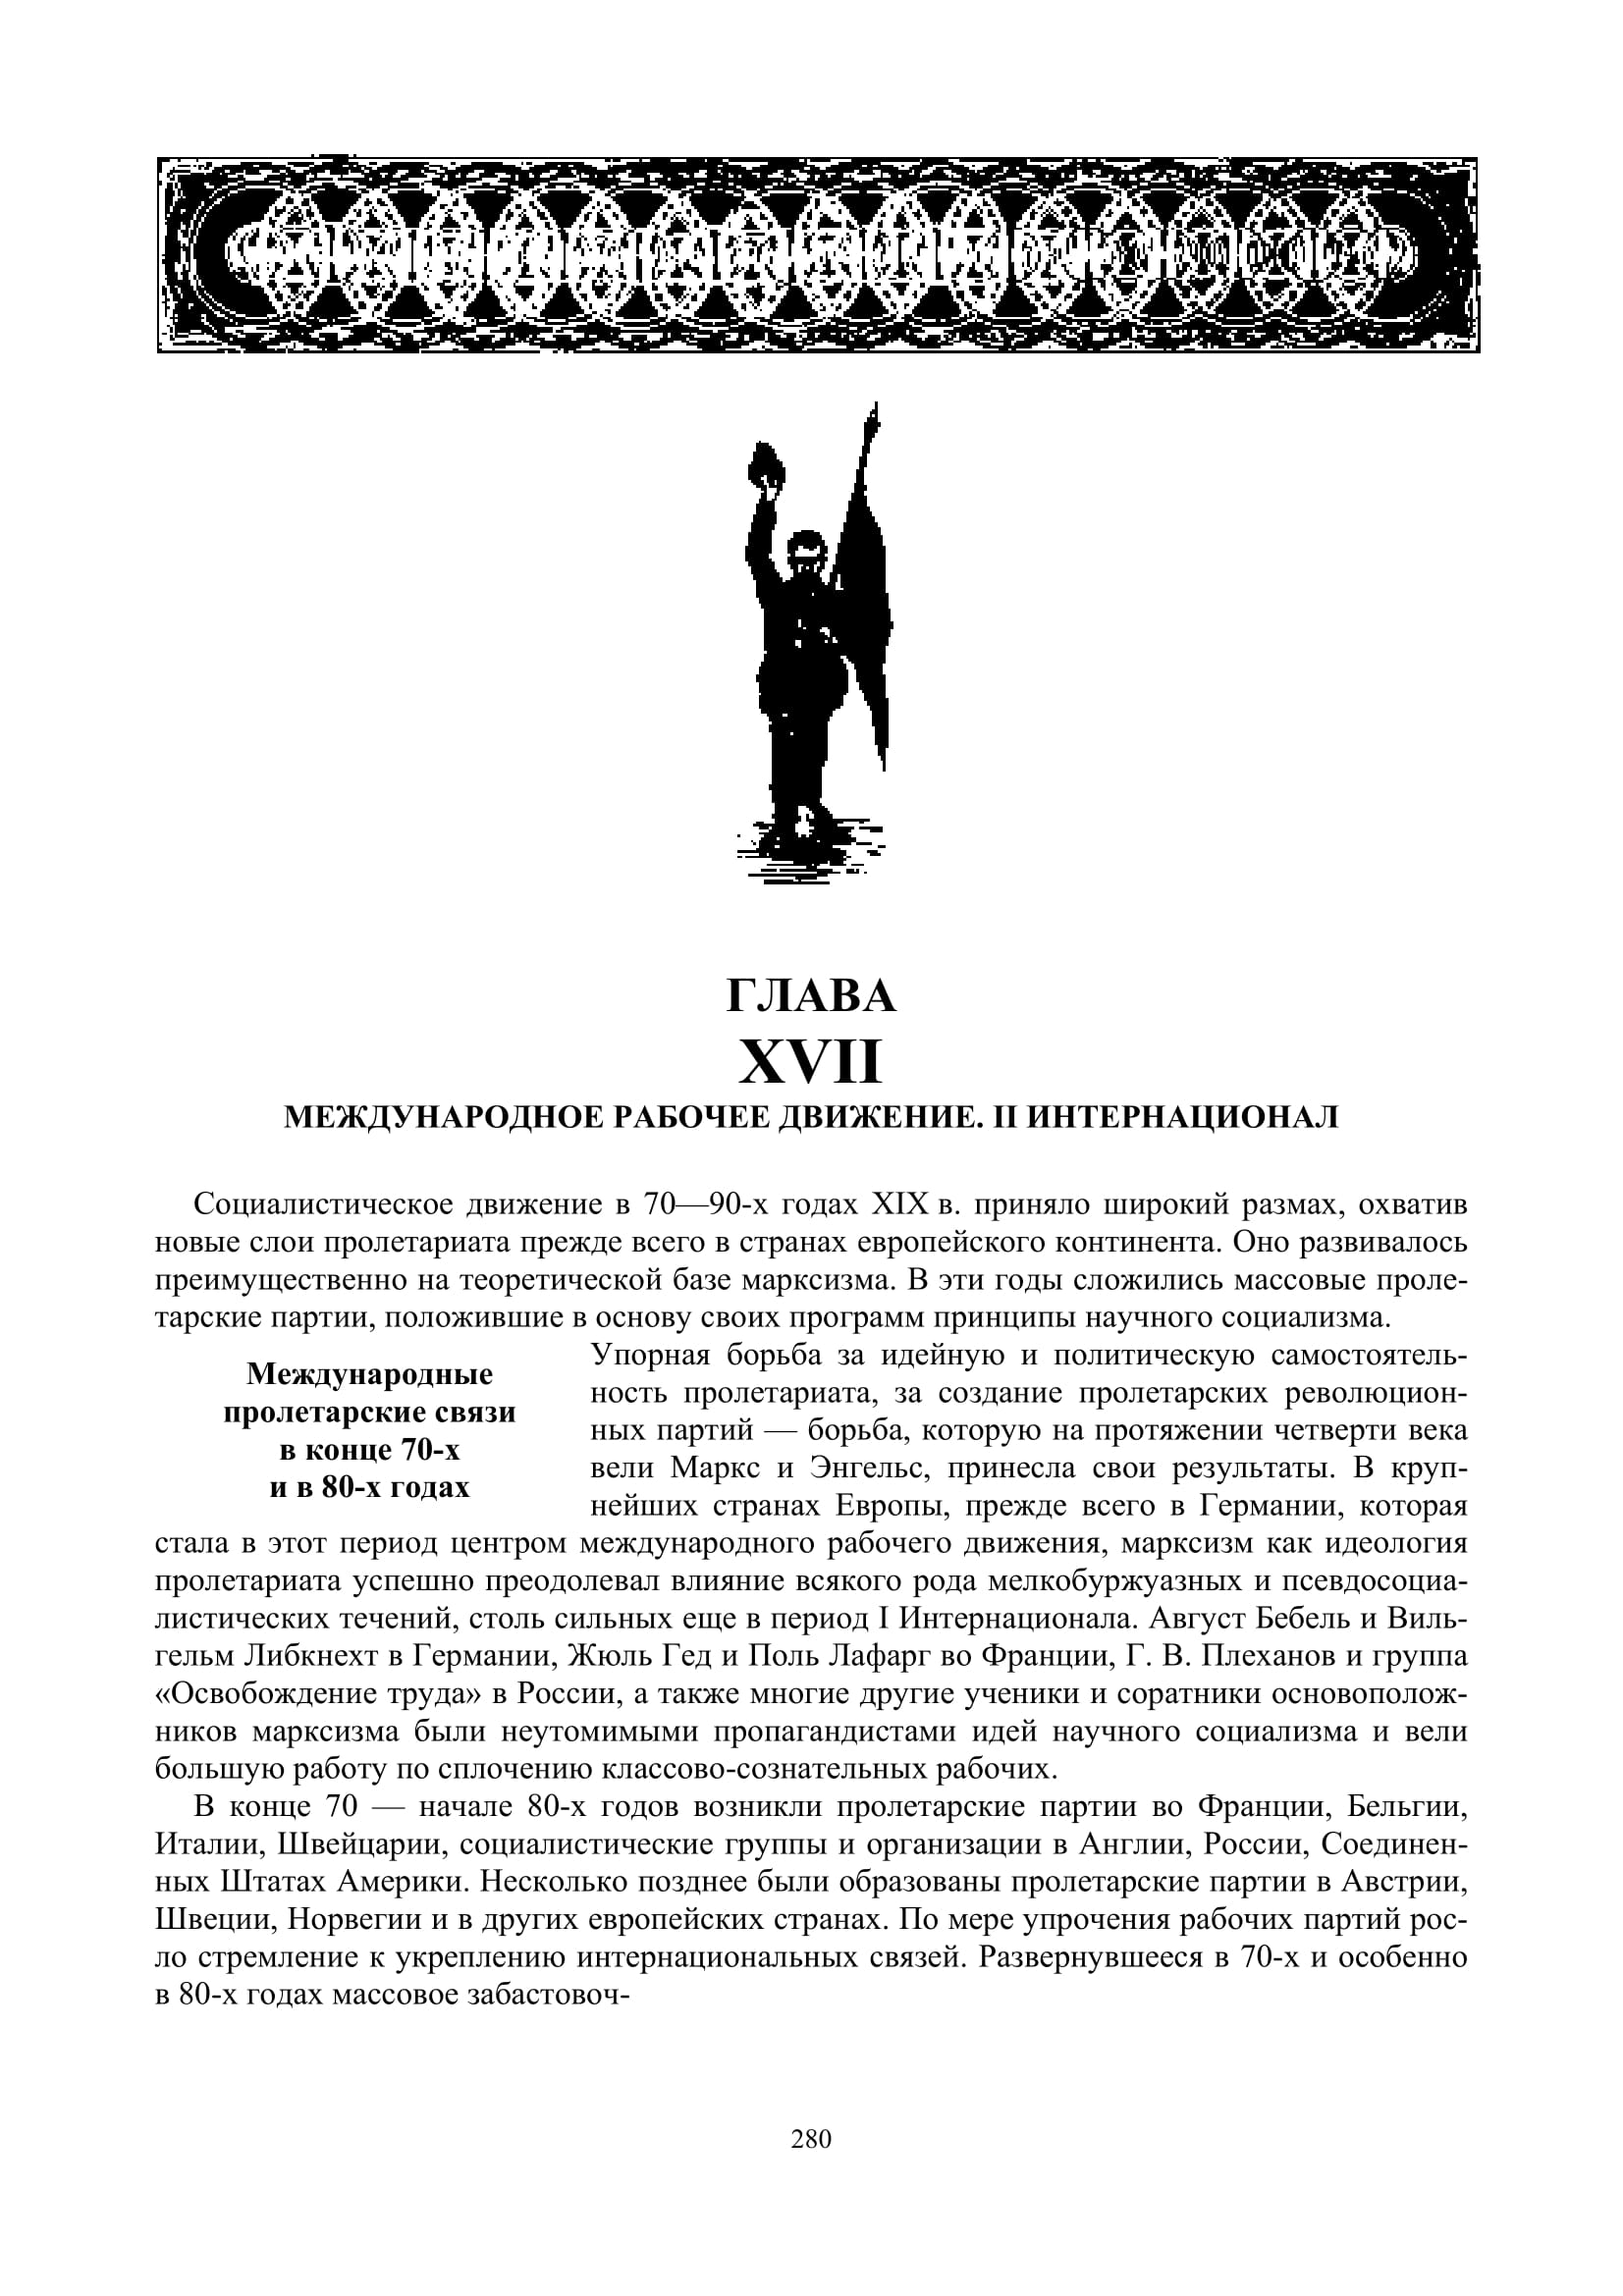 ГЛАВА
XVII
МЕЖДУНАРОДНОЕ РАБОЧЕЕ ДВИЖЕНИЕ. II ИНТЕРНАЦИОНАЛ
Социалистическое движение в 70—90-х годах XIX в. приняло широкий размах, охватив
новые слои пролетариата прежде всего в странах европейского континента. Оно развивалось
преимущественно на теоретической базе марксизма. В эти годы сложились массовые проле-
тарские партии, положившие в основу своих программ принципы научного социализма.
Международные
пролетарские связи
в конце 70-х
и в 80-х годах
Упорная борьба за идейную и политическую самостоятель-
ность пролетариата, за создание пролетарских революцион-
ных партий — борьба, которую на протяжении четверти века
вели Маркс и Энгельс, принесла свои результаты. В круп-
нейших странах Европы, прежде всего в Германии, которая
стала в этот период центром международного рабочего движения, марксизм как идеология
пролетариата успешно преодолевал влияние всякого рода мелкобуржуазных и псевдосоциа-
листических течений, столь сильных еще в период I Интернационала. Август Бебель и Виль-
гельм Либкнехт в Германии, Жюль Гед и Поль Лафарг во Франции, Г. В. Плеханов и группа
«Освобождение труда» в России, а также многие другие ученики и соратники основополож-
ников марксизма были неутомимыми пропагандистами идей научного социализма и вели
большую работу по сплочению классово-сознательных рабочих.
В конце 70 — начале 80-х годов возникли пролетарские партии во Франции, Бельгии,
Италии, Швейцарии, социалистические группы и организации в Англии, России, Соединен-
ных Штатах Америки. Несколько позднее были образованы пролетарские партии в Австрии,
Швеции, Норвегии и в других европейских странах. По мере упрочения рабочих партий рос-
ло стремление к укреплению интернациональных связей. Развернувшееся в 70-х и особенно
в 80-х годах массовое забастовоч-
280